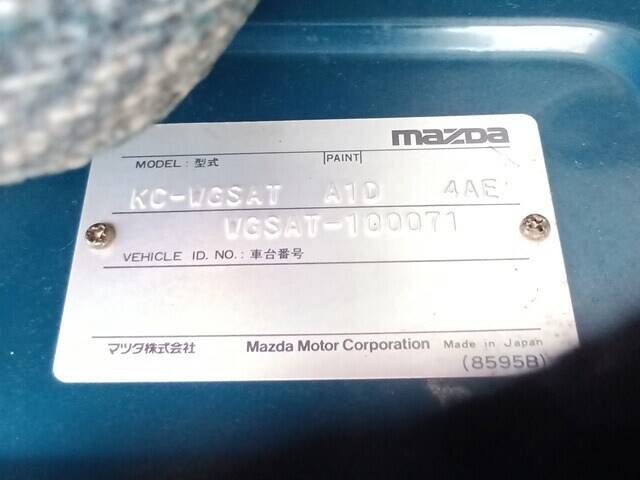 mazda
MODEL : 型式 PAINT
KC-WGSAT A1D 4AE
WGSAT-100071
VEHICLE ID. NO. : 車台番号
マツダ株式会社 Mazda Motor Corporation Made in Japan
(8595B)